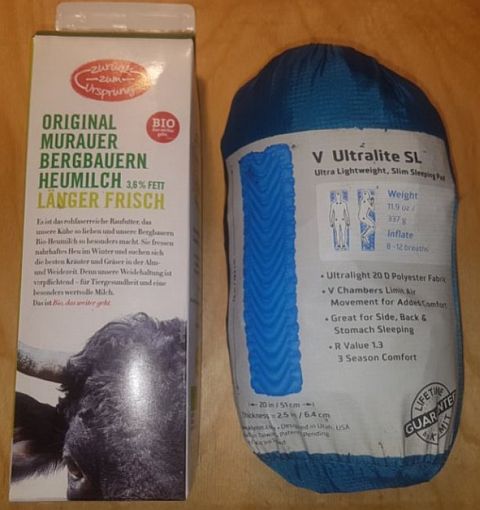 zurück
zum
Ursprung
ORIGINAL
MURAUER
BERGBAUERN
HEUMILCH 3,6 % FETT
LÄNGER FRISCH
BIO
Es ist das rohfaserreiche Raufutter, das
unsere Kühe so lieben und unsere Bergbauern
Bio-Heumilch so besonders macht. Sie fressen
nahrhaftes Heu im Winter und suchen sich
die besten Kräuter und Gräser in der Alm-
und Weidezeit. Denn unsere Weidehaltung ist
verpflichtend – für Tiergesundheit und eine
besonders wertvolle Milch.
Das ist Bio, das weiter geht.
V Ultralite SL™
Ultra Lightweight, Slim Sleeping Pad
Weight
11.9 oz /
337 g
Inflate
8-12 breaths
• Ultralight 20 D Polyester Fabric
• V Chambers Limit Air
Movement for Added Comfort
• Great for Side, Back &
Stomach Sleeping
• R Value 1.3
3 Season Comfort
20 in / 51 cm
Thickness = 2.5 in / 6.4 cm
Designed in Utah, USA
Pending
LIFETIME
GUARANTEE